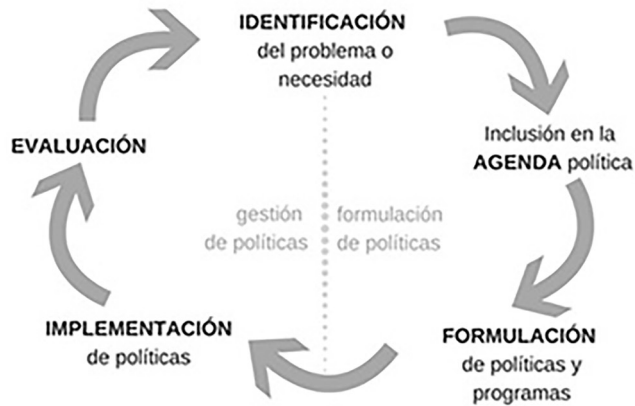 IDENTIFICACIÓN
del problema o
necesidad
Inclusión en la
AGENDA política
FORMULACIÓN
de políticas y
programas
IMPLEMENTACIÓN
de políticas
EVALUACIÓN
gestión
de políticas
formulación
de políticas